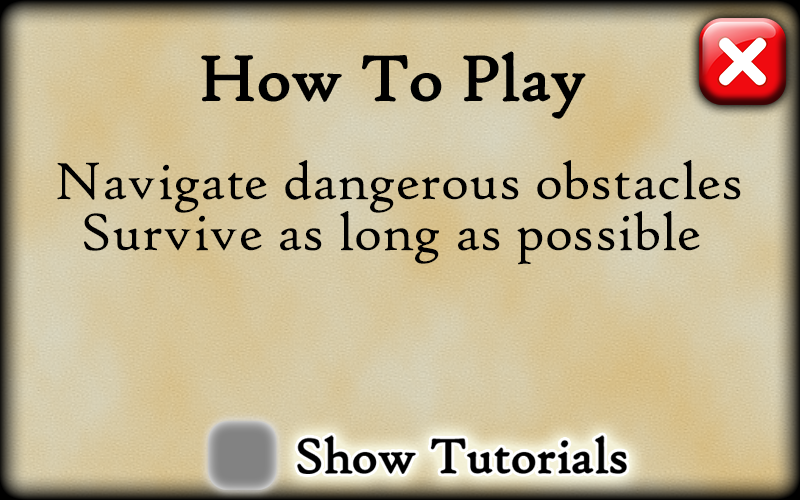 How To Play
Navigate dangerous obstacles
Survive as long as possible
Show Tutorials